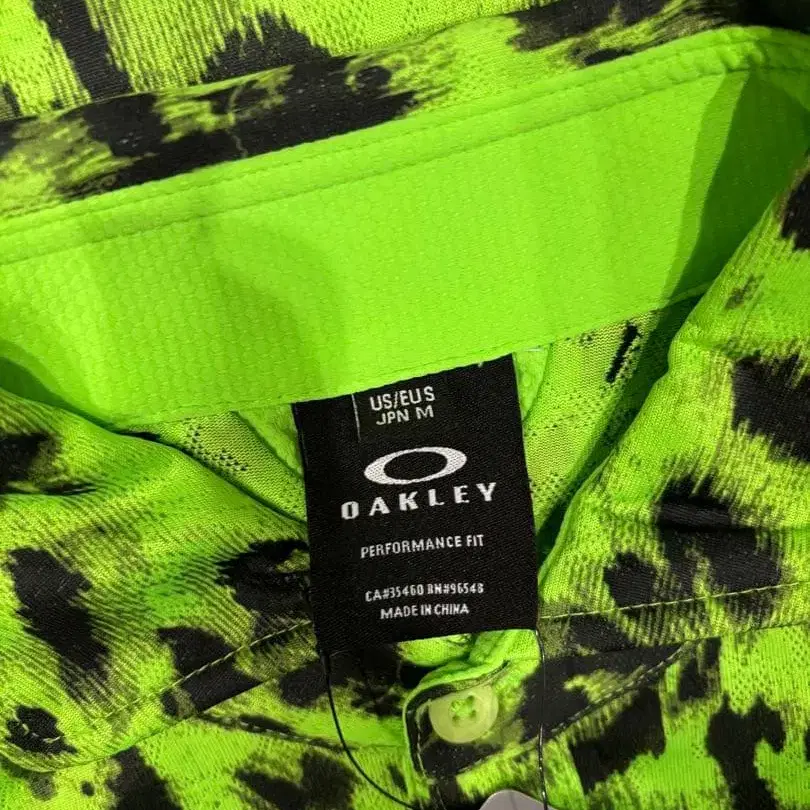 US/EU S
JPN M
OAKLEY
PERFORMANCE FIT
CA#35460 RN#96548
MADE IN CHINA